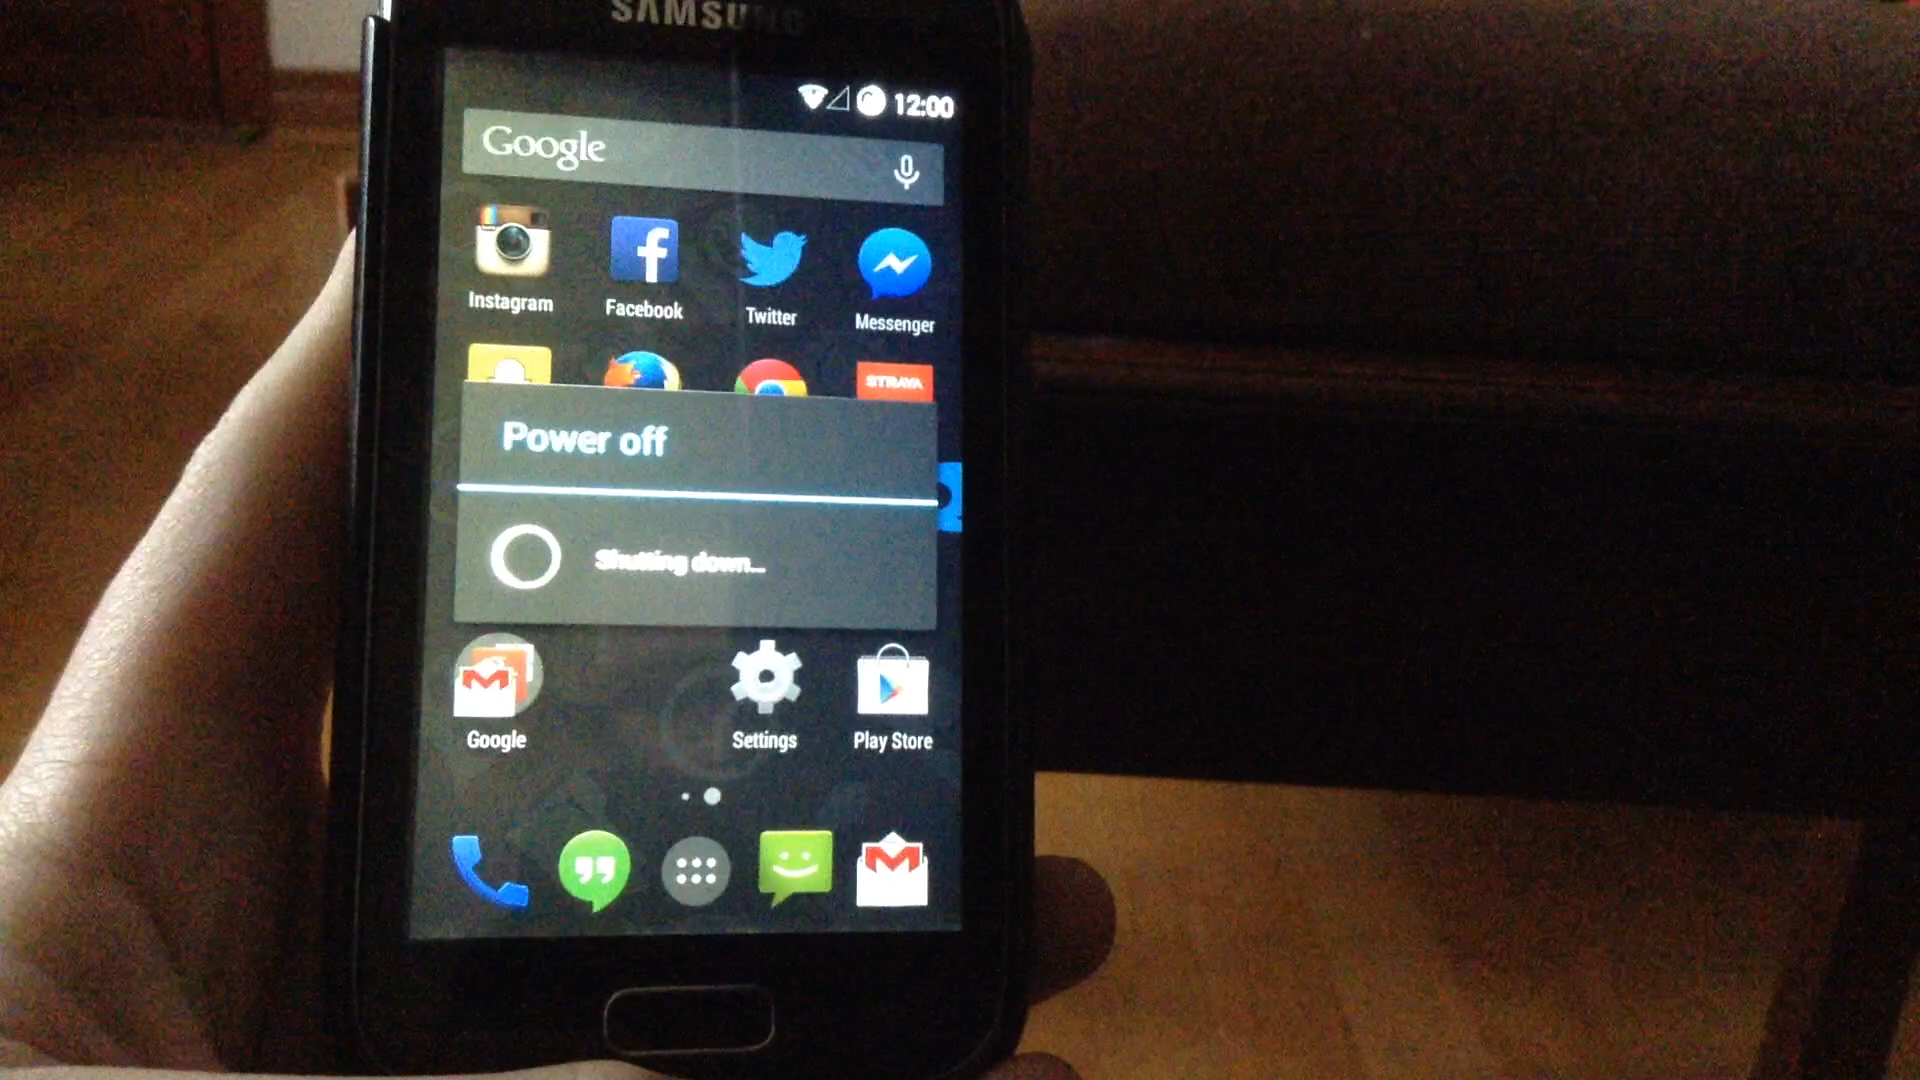 SAMSUNG
12:00
Google
Instagram
Facebook
Twitter
Messenger
STRAVA
Power off
Shutting down...
Google
Settings
Play Store